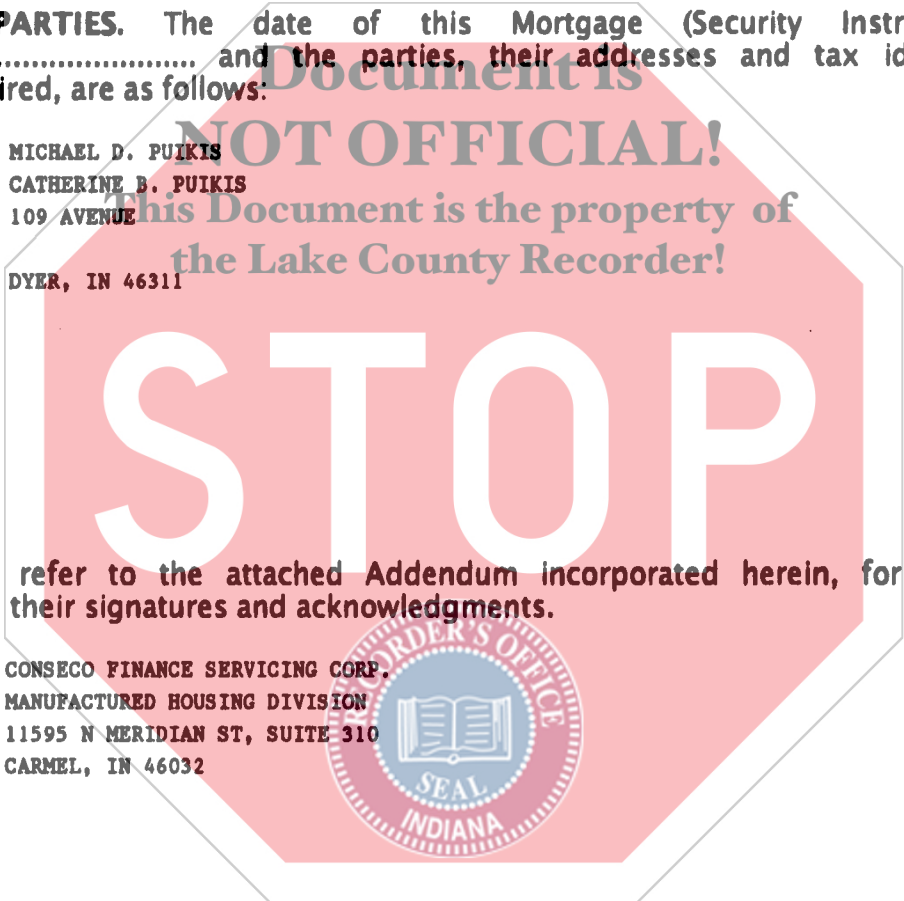 PARTIES. The date of this Mortgage (Security Instr
........................ and the parties, their addresses and tax id
ired, are as follows:
Document is
NOT OFFICIAL!
This Document is the property of
the Lake County Recorder!
MICHAEL D. PUIKIS
CATHERINE B. PUIKIS
109 AVENUE
DYER, IN 46311
STOP
refer to the attached Addendum incorporated herein, for
their signatures and acknowledgments.
CONSECO FINANCE SERVICING CORP.
MANUFACTURED HOUSING DIVISION
11595 N MERIDIAN ST, SUITE 310
CARMEL, IN 46032
RECORDER'S OFFICE
SEAL
INDIANA